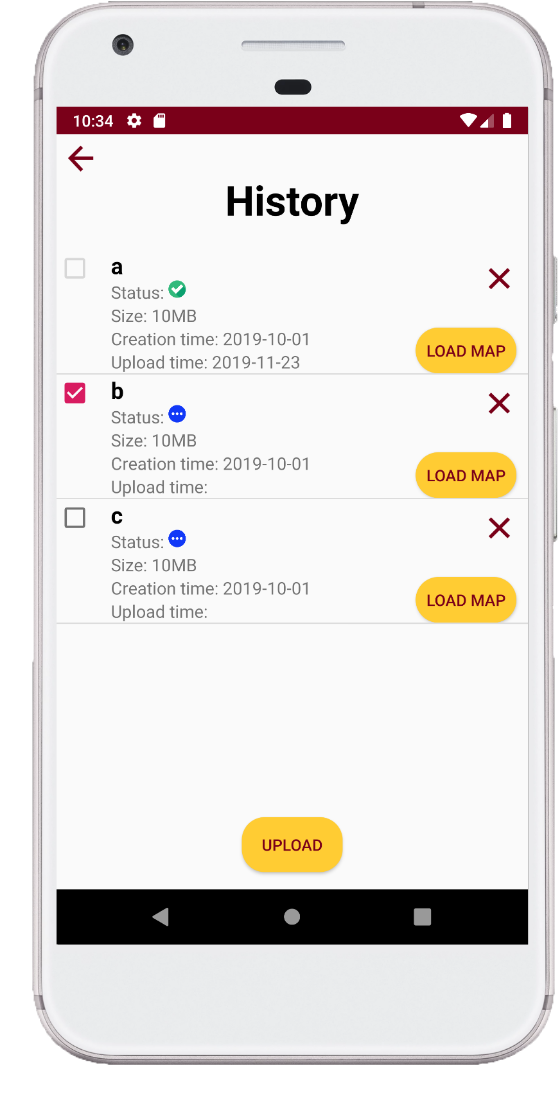 10:34
History
a
Status:
Size: 10MB
Creation time: 2019-10-01
Upload time: 2019-11-23
LOAD MAP
b
Status:
Size: 10MB
Creation time: 2019-10-01
Upload time:
LOAD MAP
c
Status:
Size: 10MB
Creation time: 2019-10-01
Upload time:
LOAD MAP
UPLOAD